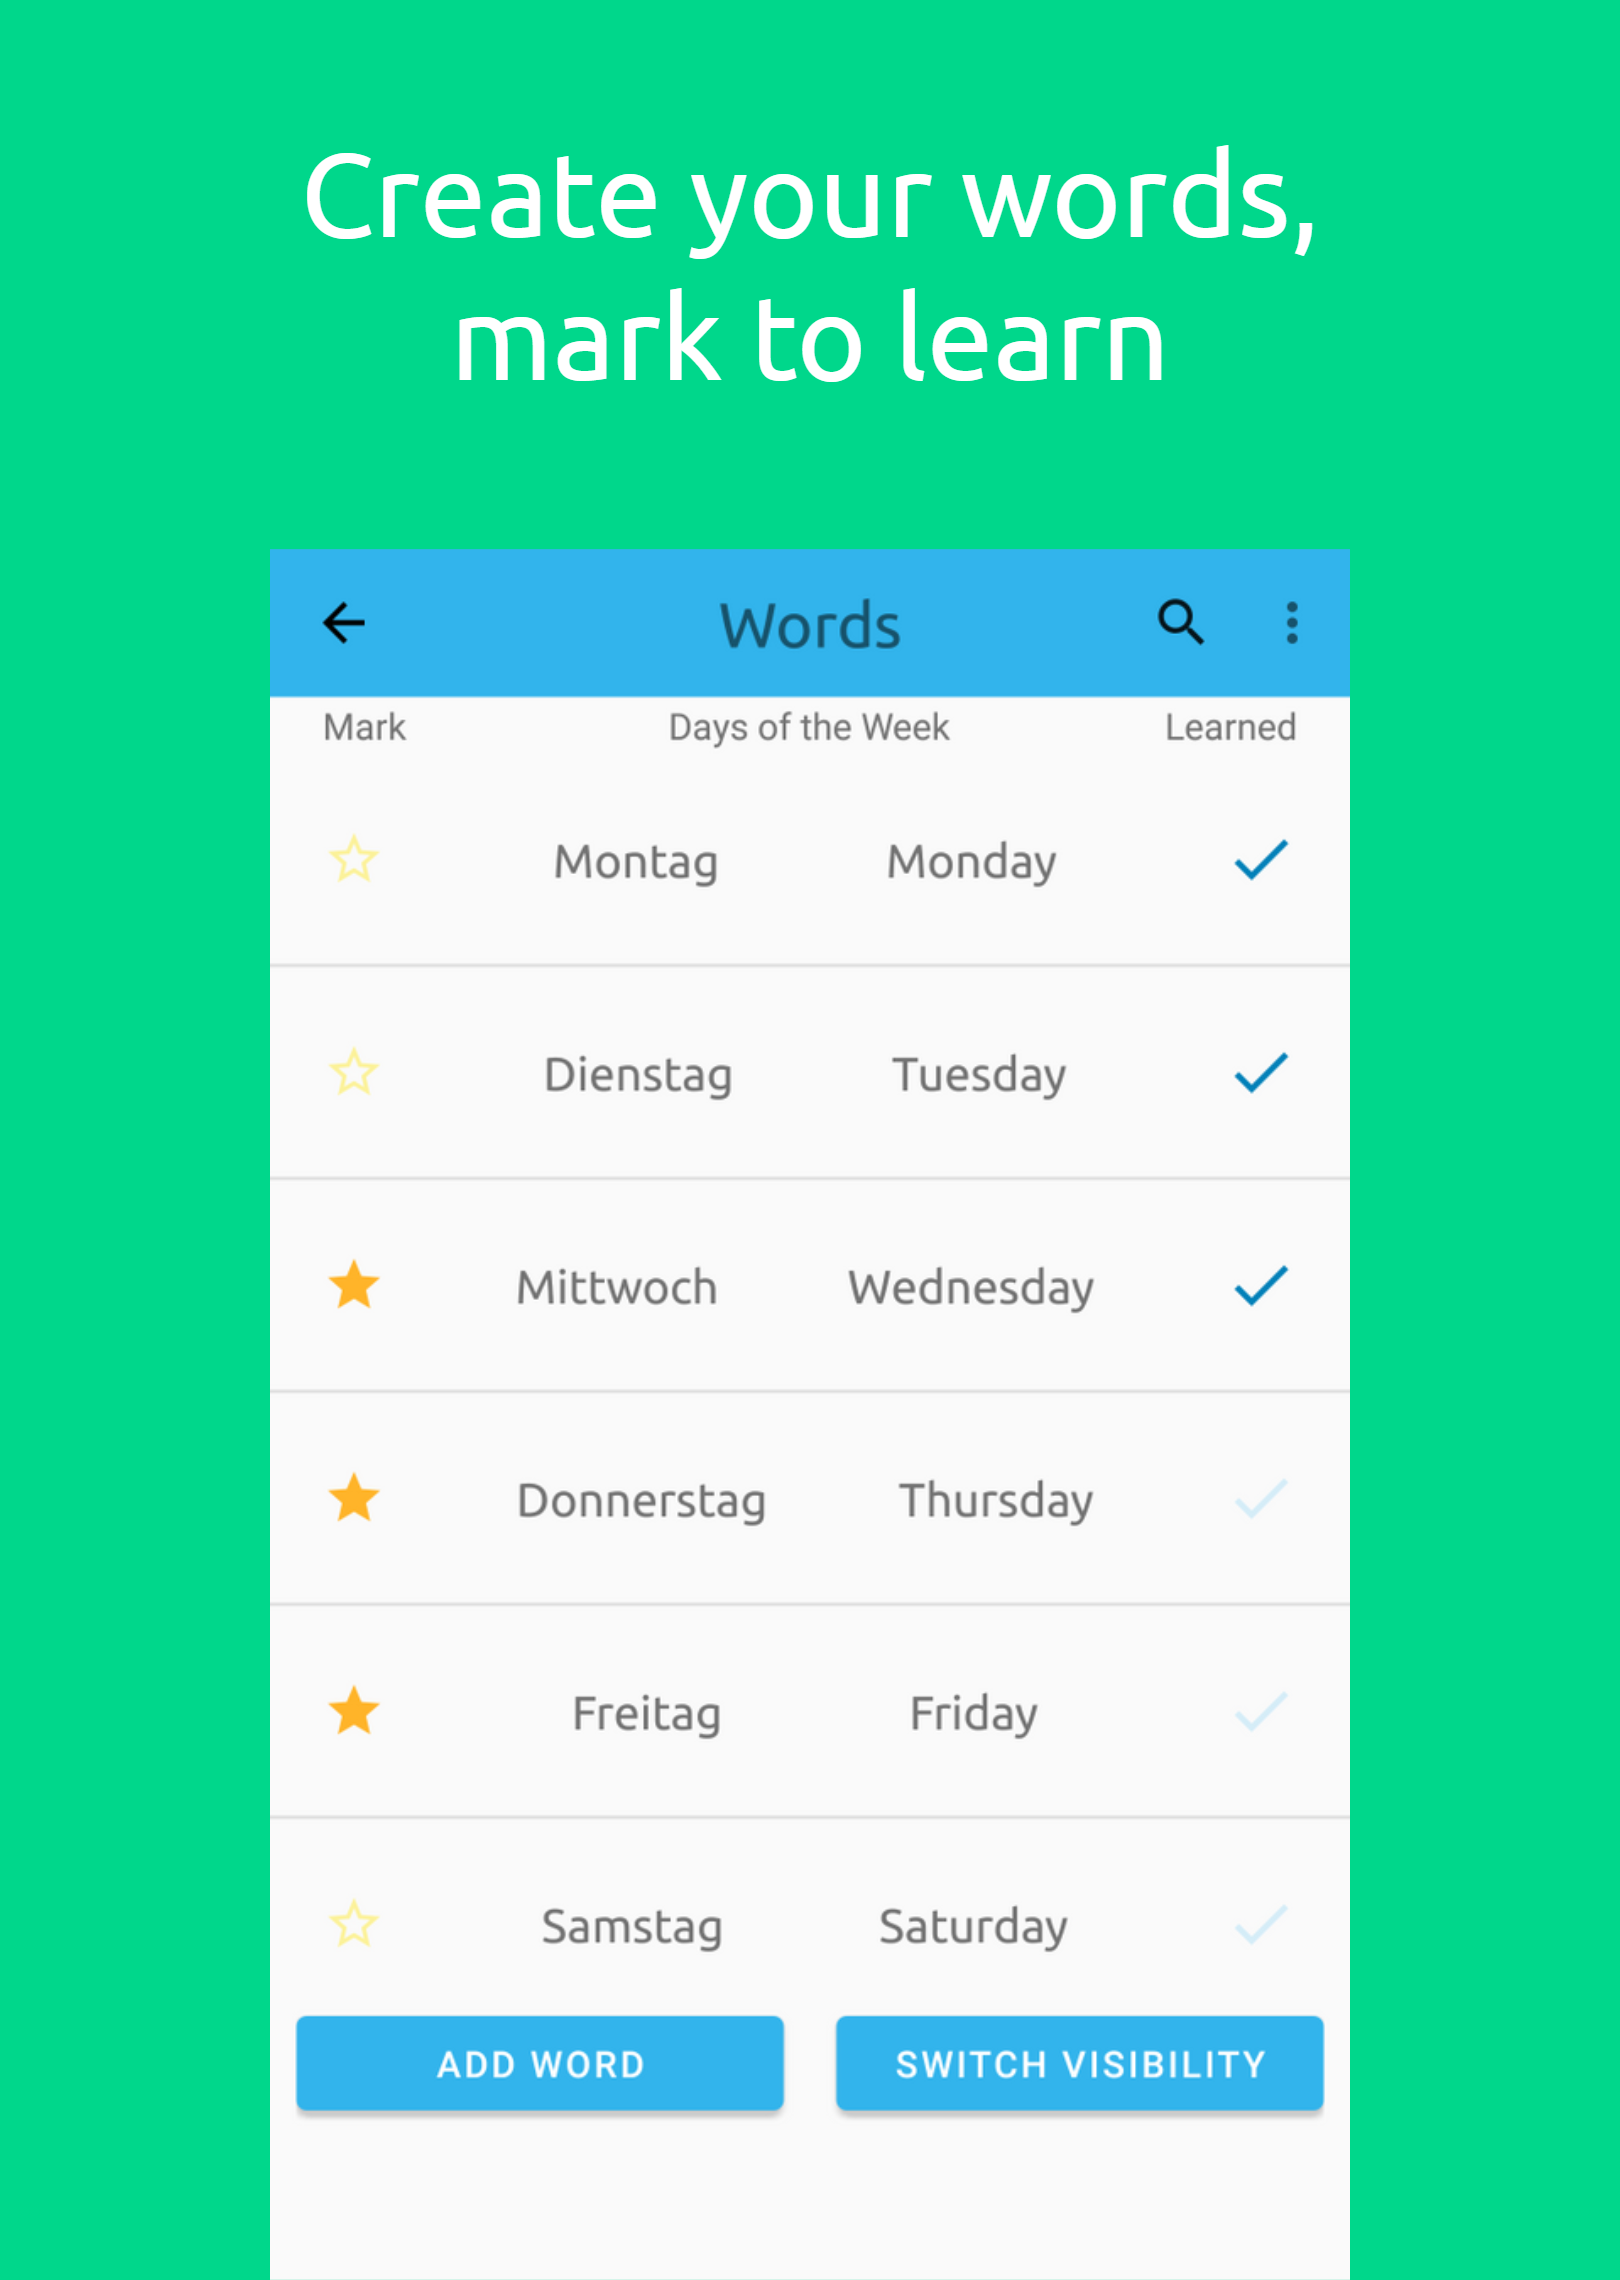 Create your words,
mark to learn
Words
Mark Days of the Week Learned
Montag Monday
Dienstag Tuesday
Mittwoch Wednesday
Donnerstag Thursday
Freitag Friday
Samstag Saturday
ADD WORD SWITCH VISIBILITY